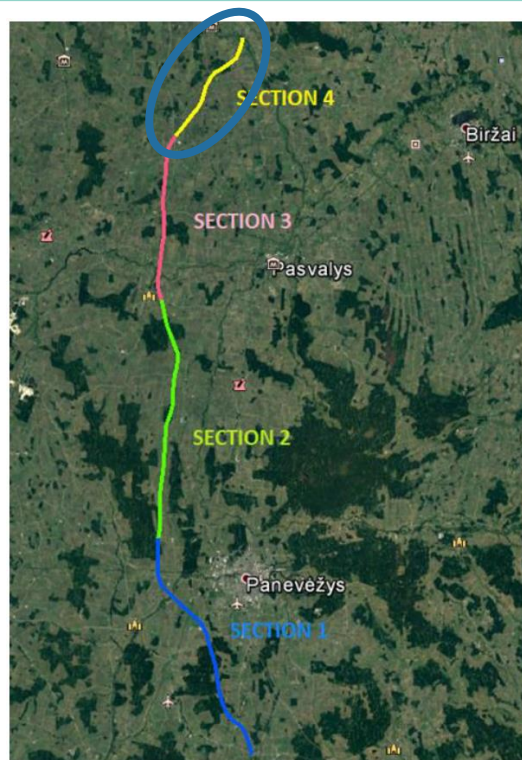 SECTION 4
Biržai
SECTION 3
Pasvalys
SECTION 2
Panevėžys
SECTION 1